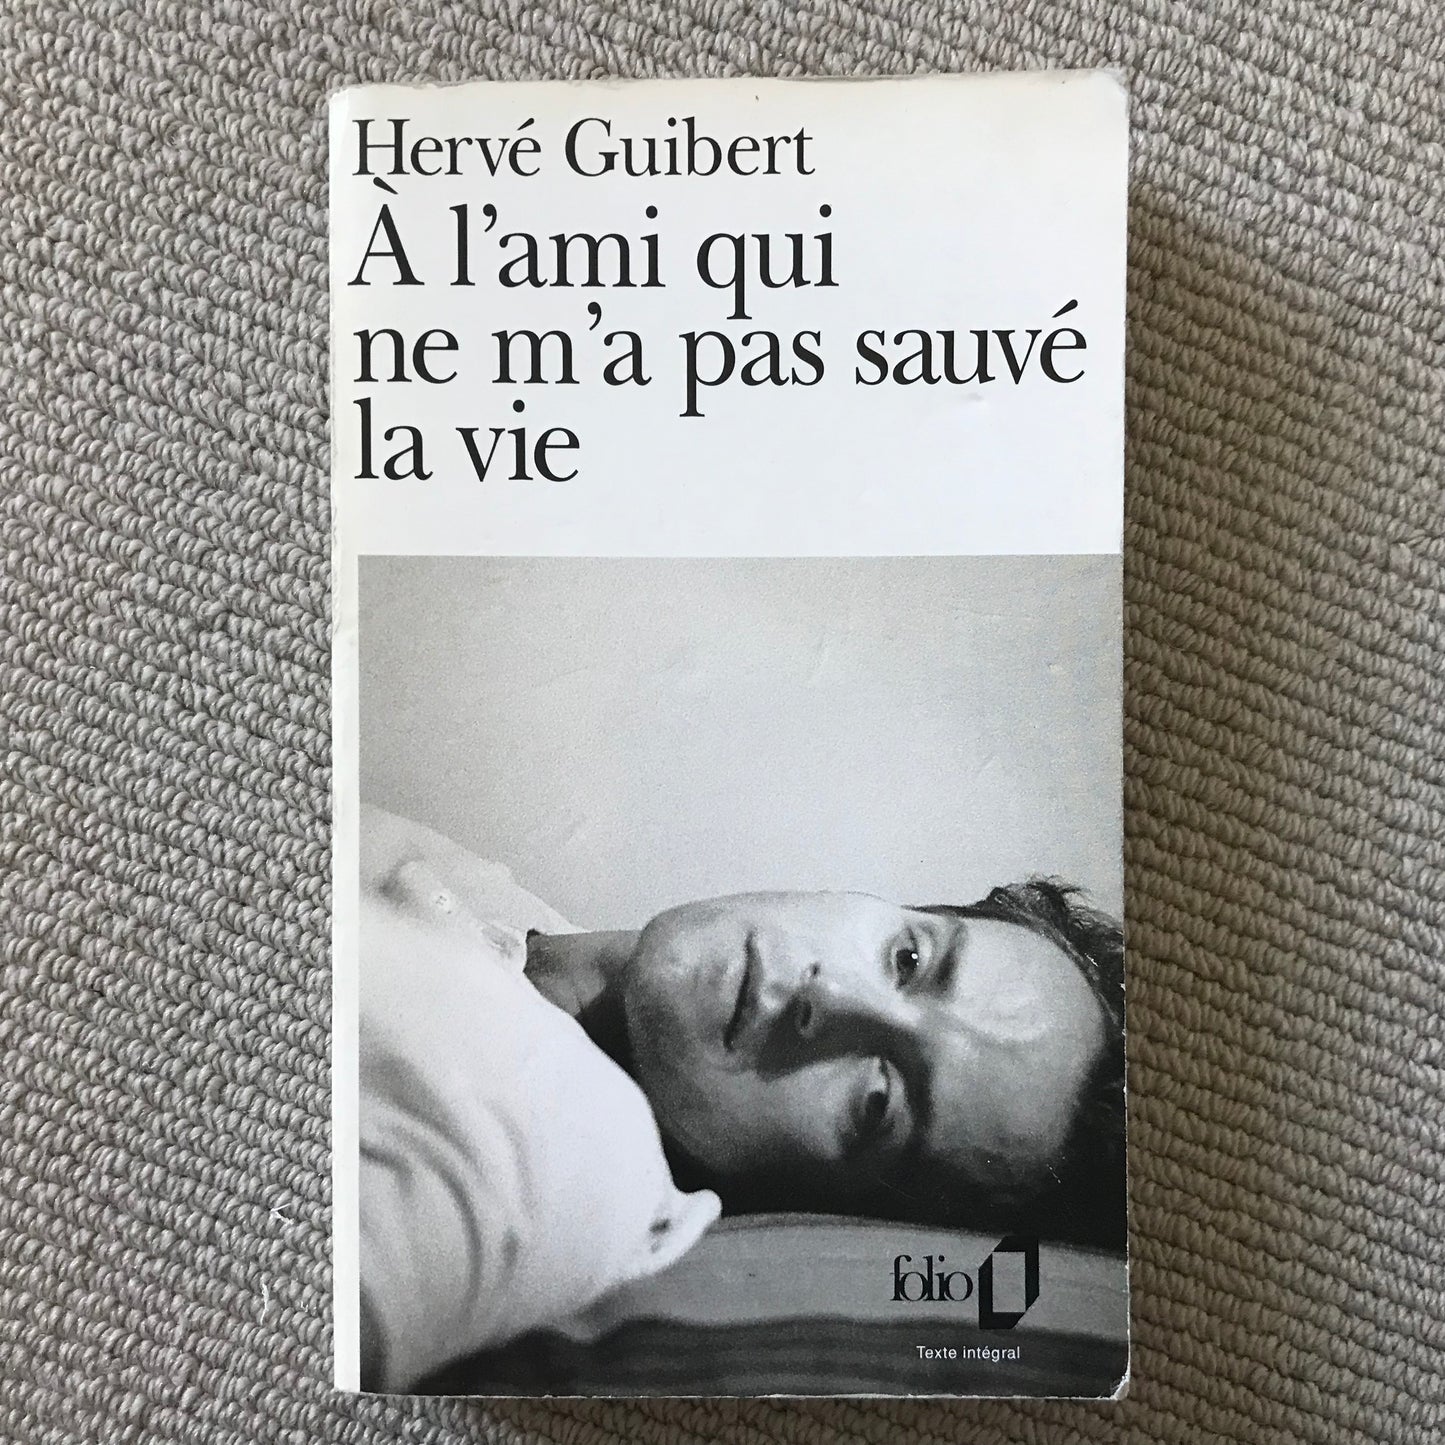 Hervé Guibert
À l'ami qui
ne m'a pas sauvé
la vie
folio
Texte intégral